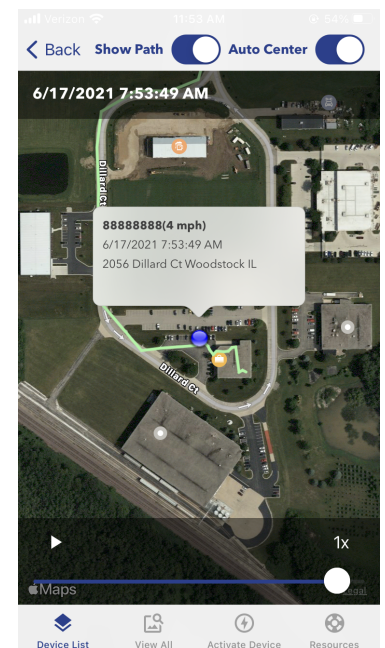 Verizon 11:53 AM 54%
Back Show Path Auto Center
6/17/2021 7:53:49 AM
Dillard Ct
88888888(4 mph)
6/17/2021 7:53:49 AM
2056 Dillard Ct Woodstock IL
Dillard Ct
1x
Maps
Legal
Device List View All Activate Device Resources